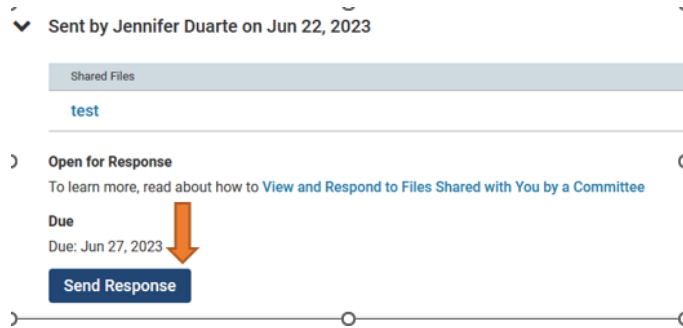 Sent by Jennifer Duarte on Jun 22, 2023
Shared Files
test
Open for Response
To learn more, read about how to View and Respond to Files Shared with You by a Committee
Due
Due: Jun 27, 2023
Send Response